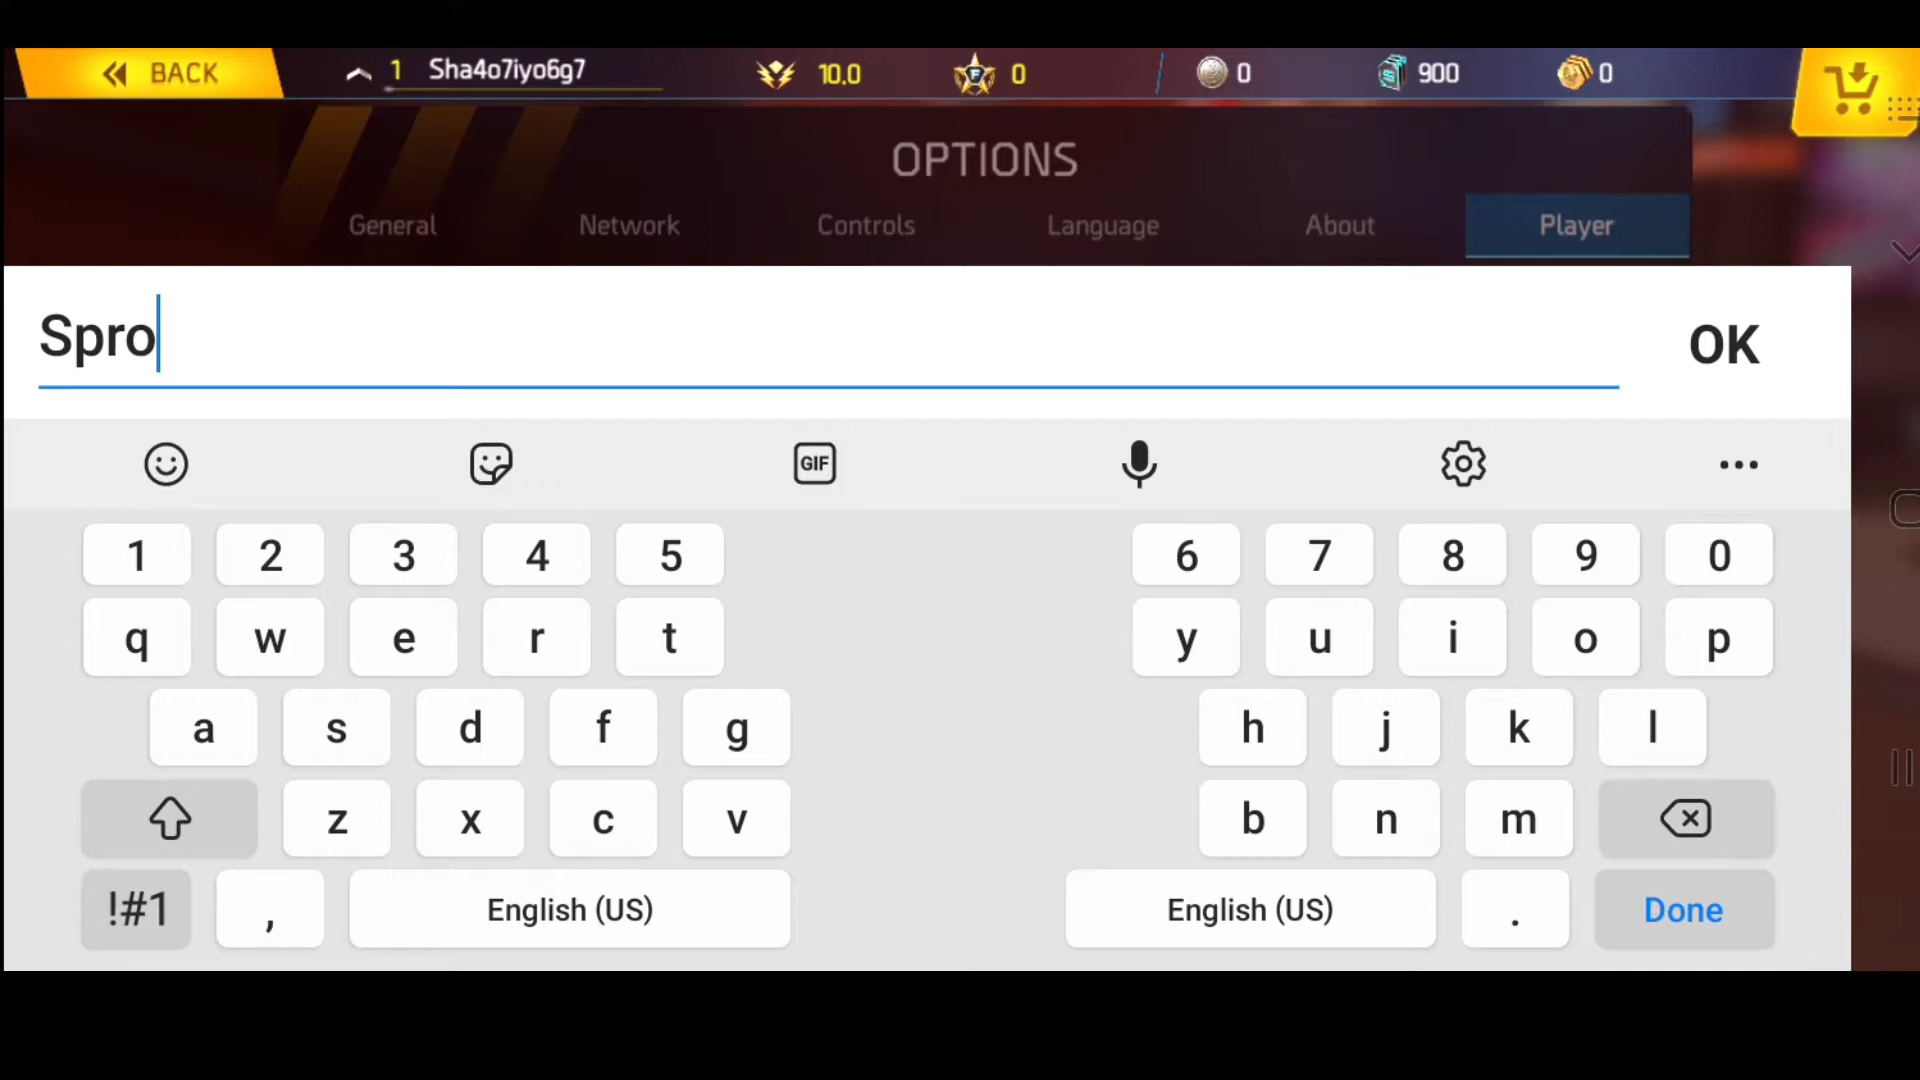 BACK 1 Sha4o7iyo6g7 10,0 0 0 900 0
OPTIONS
General Network Controls Language About Player
Spro OK
GIF
1 2 3 4 5 6 7 8 9 0
q w e r t y u i o p
a s d f g h j k l
z x c v b n m
!#1 , English (US) English (US) . Done